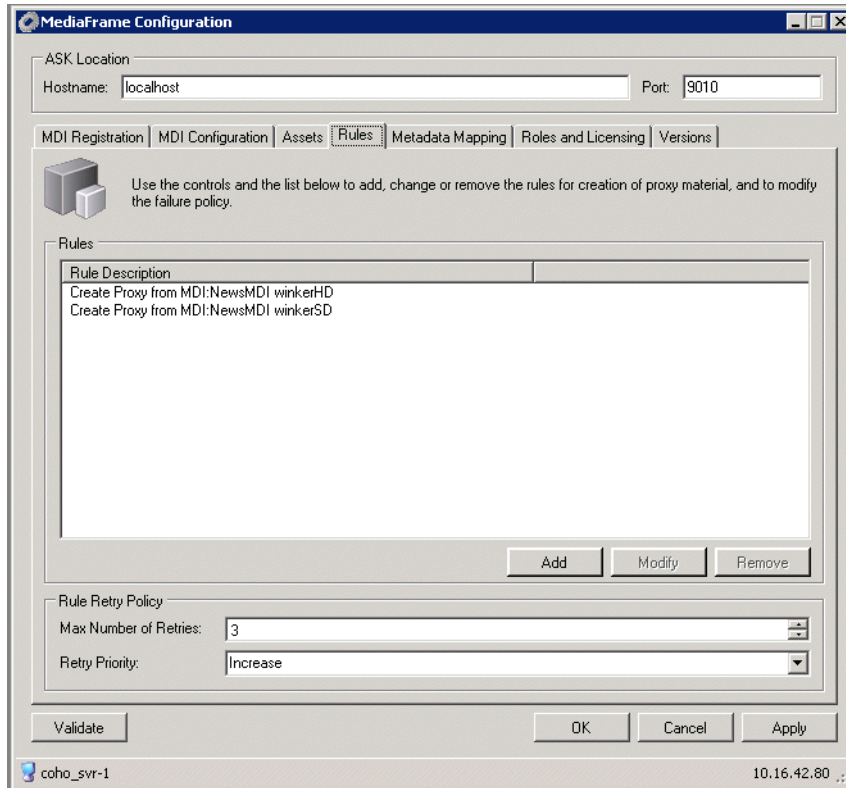 MediaFrame Configuration
ASK Location
Hostname: localhost Port: 9010
MDI Registration MDI Configuration Assets Rules Metadata Mapping Roles and Licensing Versions
Use the controls and the list below to add, change or remove the rules for creation of proxy material, and to modify
the failure policy.
Rules
Rule Description
Create Proxy from MDI:NewsMDI winkerHD
Create Proxy from MDI:NewsMDI winkerSD
Add Modify Remove
Rule Retry Policy
Max Number of Retries: 3
Retry Priority: Increase
Validate OK Cancel Apply
coho_svr-1 10.16.42.80